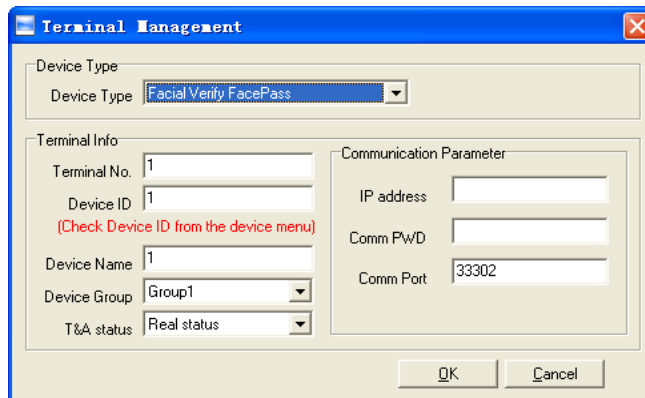 Terminal Management
Device Type
Device Type Facial Verify FacePass
Terminal Info
Terminal No. 1
Device ID 1
(Check Device ID from the device menu)
Device Name 1
Device Group Group1
T&A status Real status
Communication Parameter
IP address
Comm PWD
Comm Port 33302
OK
Cancel